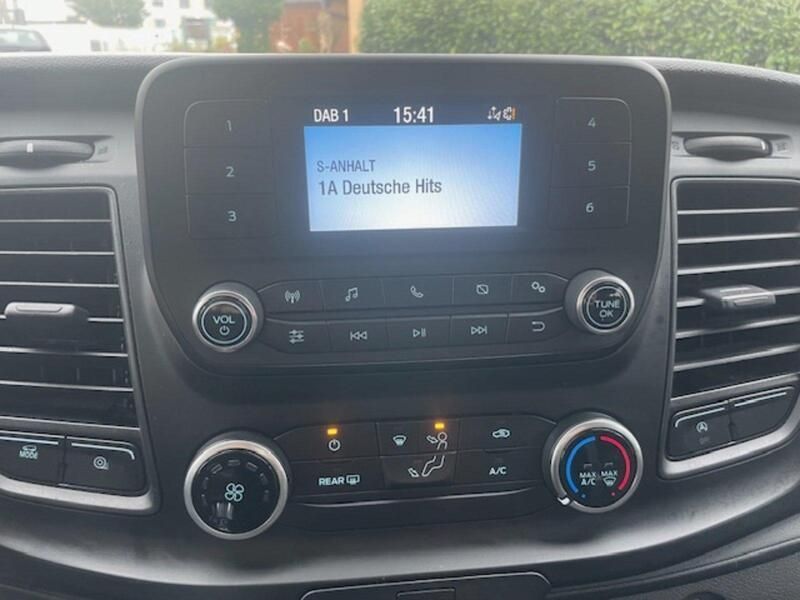 DAB 1 15:41
S-ANHALT
1A Deutsche Hits
1
2
3
4
5
6
VOL
TUNE
OK
MODE
REAR
A/C
MAX
A/C
MAX